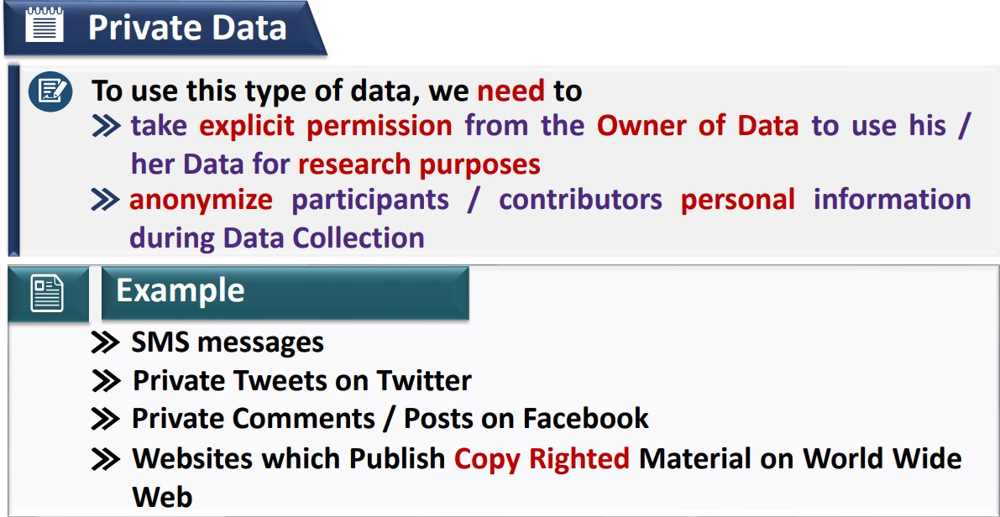 Private Data
To use this type of data, we need to
take explicit permission from the Owner of Data to use his /
her Data for research purposes
anonymize participants / contributors personal information
during Data Collection
Example
SMS messages
Private Tweets on Twitter
Private Comments / Posts on Facebook
Websites which Publish Copy Righted Material on World Wide
Web